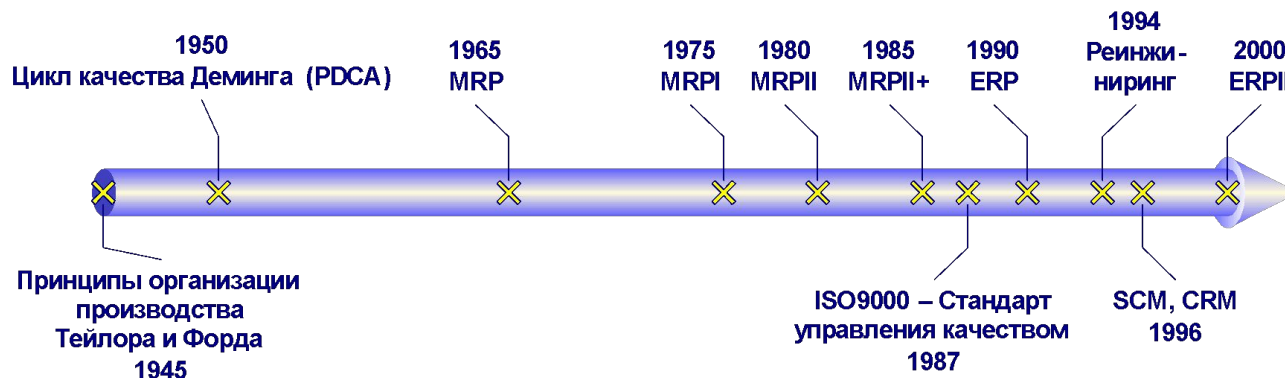 1950
Цикл качества Деминга (PDCA)
1965
MRP
1975
MRPI
1980
MRPII
1985
MRPII+
1990
ERP
1994
Реинжи-
ниринг
2000
ERPII
Принципы организации
производства
Тейлора и Форда
1945
ISO9000 – Стандарт
управления качеством
1987
SCM, CRM
1996